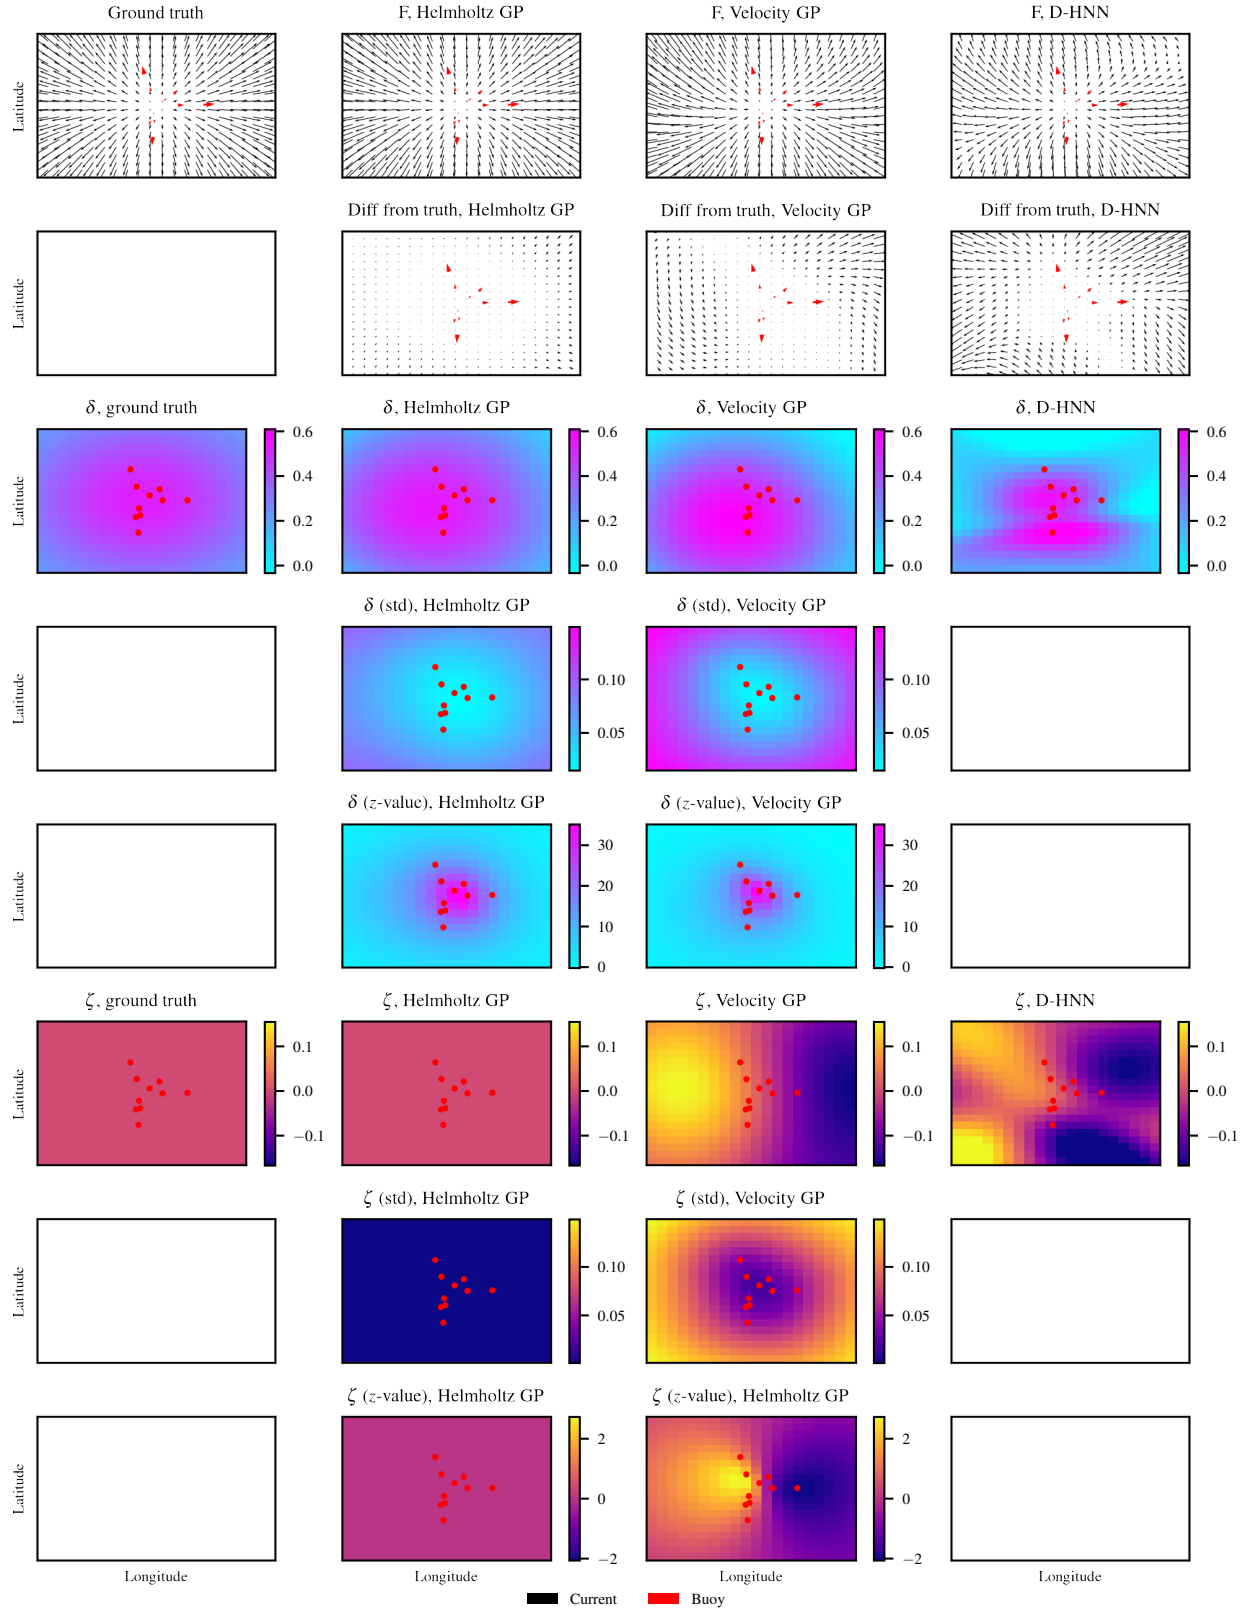 Ground truth
F, Helmholtz GP
F, Velocity GP
F, D-HNN
Latitude
Diff from truth, Helmholtz GP
Diff from truth, Velocity GP
Diff from truth, D-HNN
Latitude
δ, ground truth
δ, Helmholtz GP
δ, Velocity GP
δ, D-HNN
Latitude
0.6
0.4
0.2
0.0
0.6
0.4
0.2
0.0
0.6
0.4
0.2
0.0
0.6
0.4
0.2
0.0
δ (std), Helmholtz GP
δ (std), Velocity GP
Latitude
0.10
0.05
0.10
0.05
δ (z-value), Helmholtz GP
δ (z-value), Velocity GP
Latitude
30
20
10
0
30
20
10
0
ζ, ground truth
ζ, Helmholtz GP
ζ, Velocity GP
ζ, D-HNN
Latitude
0.1
0.0
−0.1
0.1
0.0
−0.1
0.1
0.0
−0.1
0.1
0.0
−0.1
ζ (std), Helmholtz GP
ζ (std), Velocity GP
Latitude
0.10
0.05
0.10
0.05
ζ (z-value), Helmholtz GP
ζ (z-value), Helmholtz GP
Latitude
2
0
−2
2
0
−2
Longitude
Longitude
Longitude
Longitude
Current
Buoy